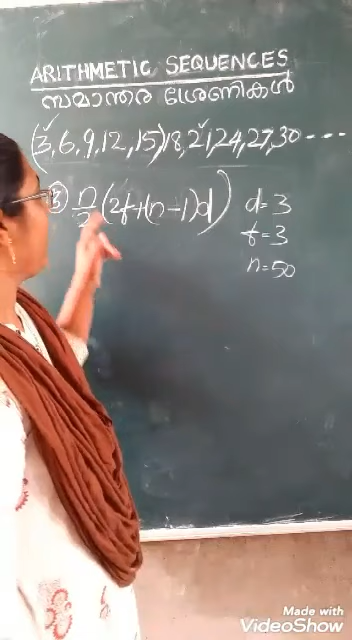 ARITHMETIC SEQUENCES
സമാന്തര ശ്രേണികൾ
(3, 6, 9, 12, 15) 18, 21, 24, 27, 30 ----
③ n/2 (2f+(n-1)d) d = 3
f = 3
n = 50
Made with
VideoShow